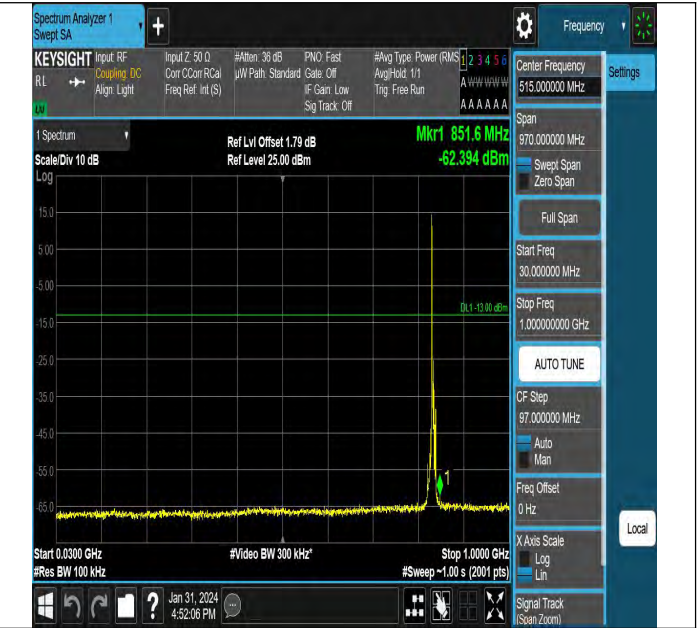 Spectrum Analyzer 1
Swept SA
+
Frequency
KEYSIGHT
RL
Input: RF
Coupling: DC
Align: Light
Input Z: 50 Ω
Corr CCorr RCal
Freq Ref: Int (S)
#Atten: 36 dB
µW Path: Standard
PNO: Fast
Gate: Off
IF Gain: Low
Sig Track: Off
#Avg Type: Power (RMS
Avg|Hold: 1/1
Trig: Free Run
1 2 3 4 5 6
A W W W W W
A A A A A A
1 Spectrum
Scale/Div 10 dB
Log
Ref Lvl Offset 1.79 dB
Ref Level 25.00 dBm
Mkr1 851.6 MHz
-62.394 dBm
15.0
5.00
-5.00
-15.0
-25.0
-35.0
-45.0
-55.0
-65.0
DL1 -13.00 dBm
1
Start 0.0300 GHz
#Res BW 100 kHz
#Video BW 300 kHz*
Stop 1.0000 GHz
#Sweep ~1.00 s (2001 pts)
?
Jan 31, 2024
4:52:06 PM
Center Frequency
515.000000 MHz
Settings
Span
970.000000 MHz
Swept Span
Zero Span
Full Span
Start Freq
30.000000 MHz
Stop Freq
1.000000000 GHz
AUTO TUNE
CF Step
97.000000 MHz
Auto
Man
Freq Offset
0 Hz
X Axis Scale
Log
Lin
Local
Signal Track
(Span Zoom)